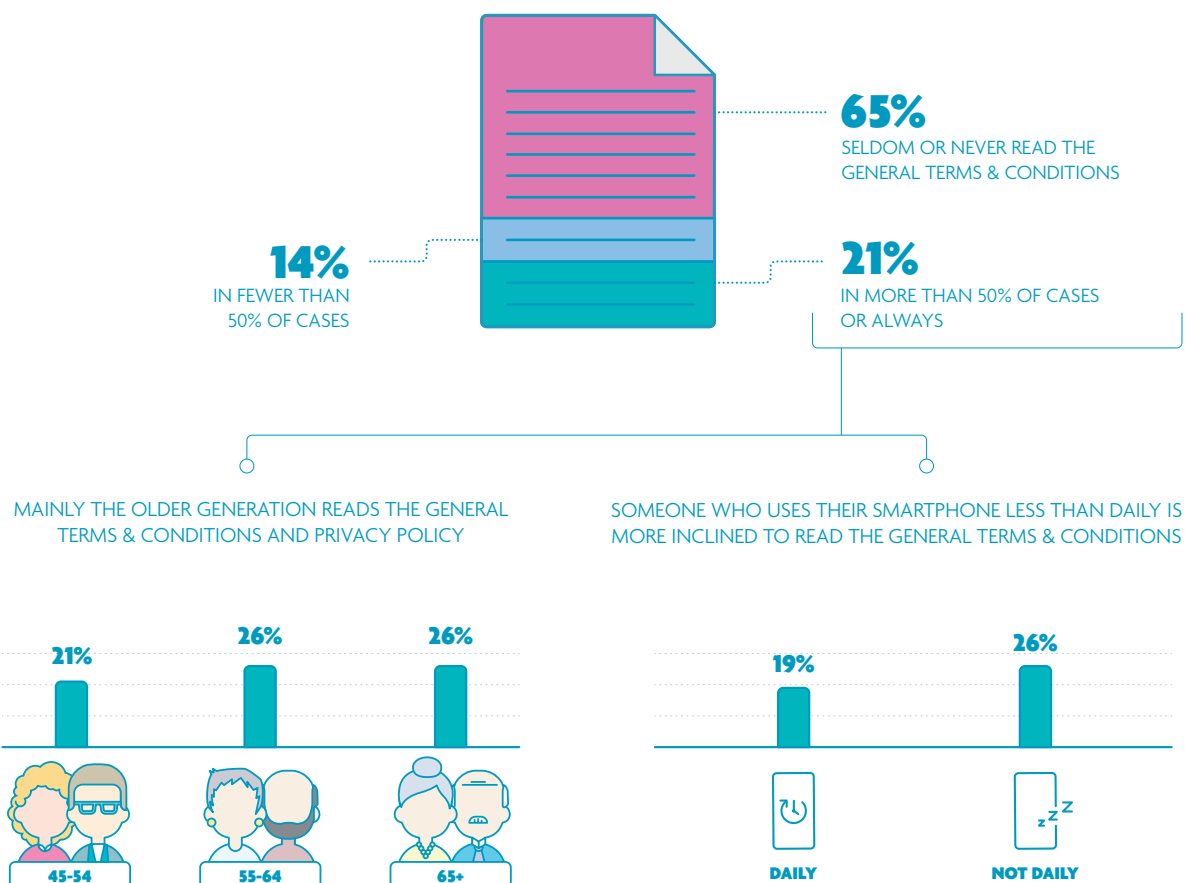 65%
SELDOM OR NEVER READ THE
GENERAL TERMS & CONDITIONS
14%
IN FEWER THAN
50% OF CASES
21%
IN MORE THAN 50% OF CASES
OR ALWAYS
MAINLY THE OLDER GENERATION READS THE GENERAL
TERMS & CONDITIONS AND PRIVACY POLICY
21%
26%
26%
45-54
55-64
65+
SOMEONE WHO USES THEIR SMARTPHONE LESS THAN DAILY IS
MORE INCLINED TO READ THE GENERAL TERMS & CONDITIONS
19%
26%
z z z
DAILY
NOT DAILY